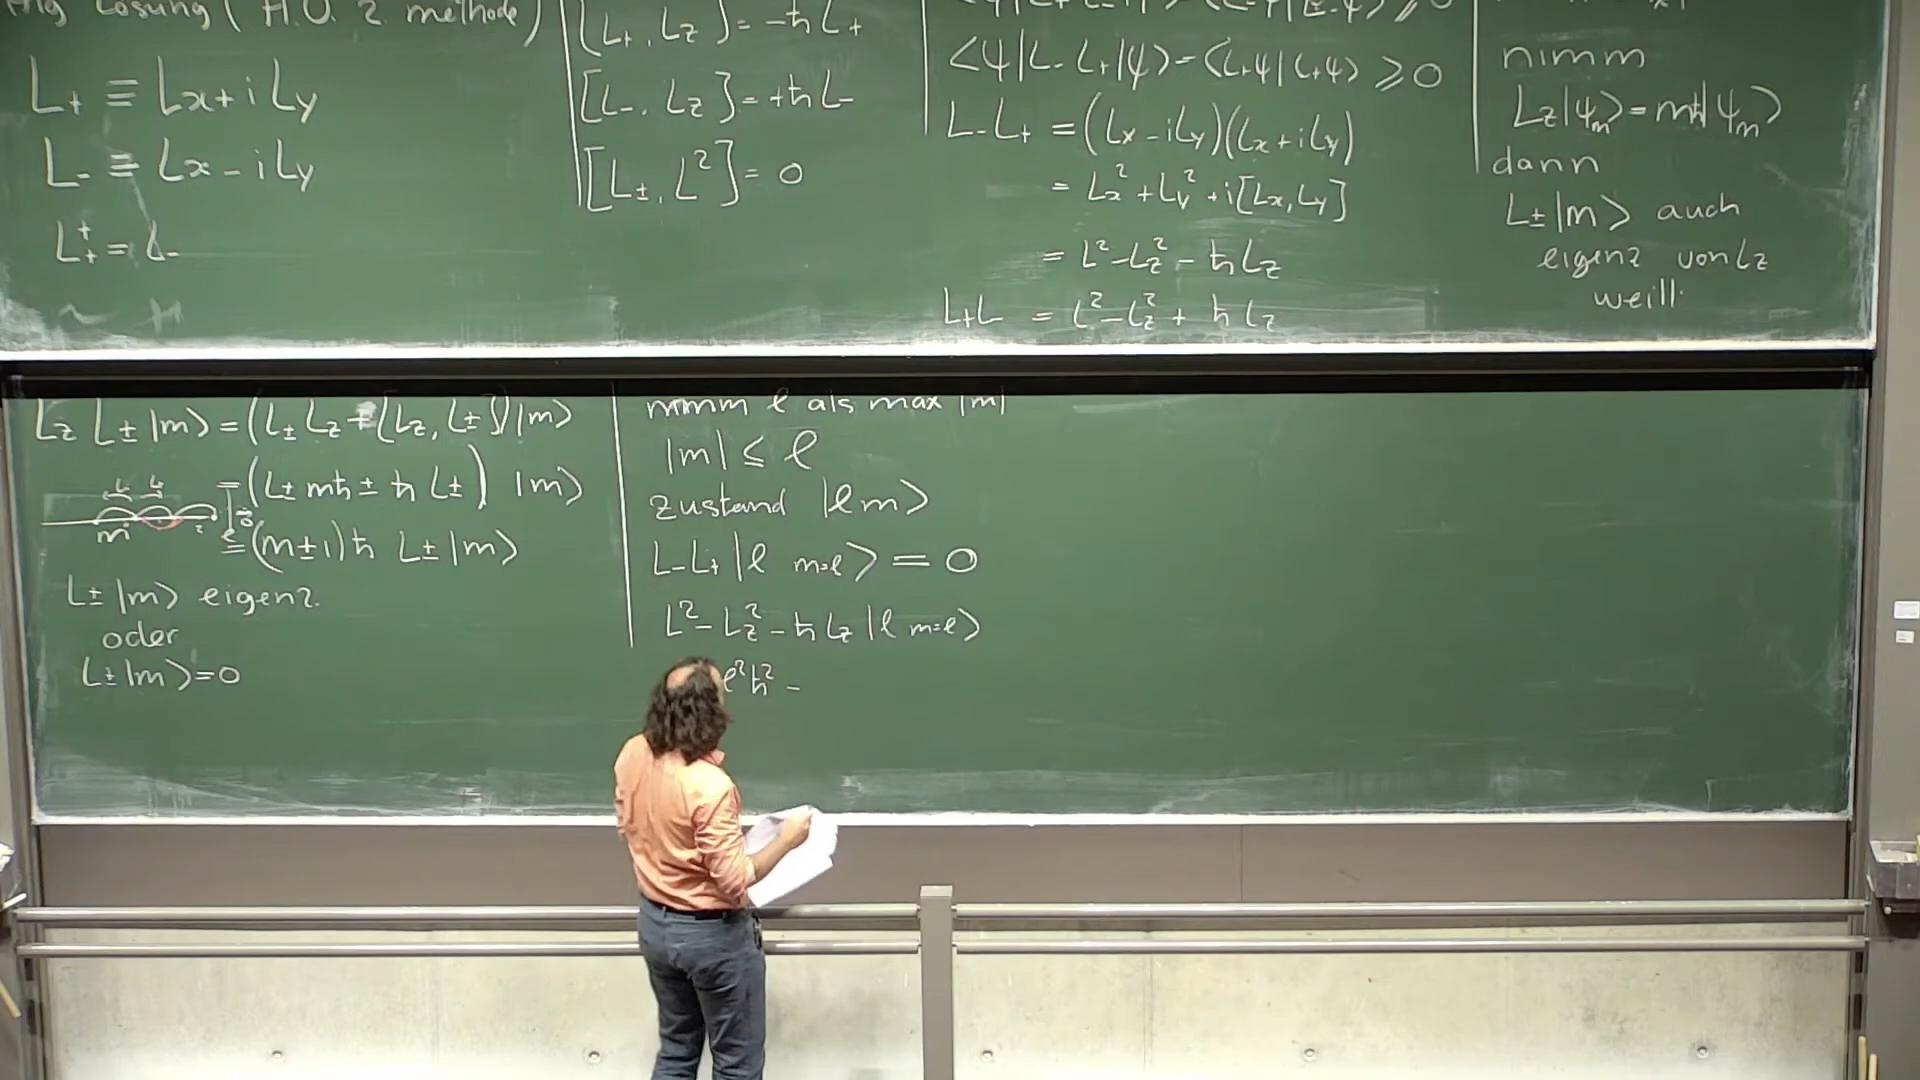 Lösung (H.O. 2. methode)
L₊ ≡ Lx + iLy
L₋ ≡ Lx − iLy
L₊† = L₋
[L₊, Lz] = −ħL₊
[L₋, Lz] = +ħL₋
[L±, L²] = 0
<ψ|L₋L₊|ψ> = <L₊ψ|L₊ψ> ⩾ 0
L₋L₊ = (Lx − iLy)(Lx + iLy)
= Lx² + Ly² + i[Lx, Ly]
= L² − Lz² − ħLz
L₊L₋ = L² − Lz² + ħLz
nimm
Lz|ψm> = mħ|ψm>
dann
L±|m> auch
eigenz von Lz
weill:
Lz L±|m> = (L±Lz + [Lz, L±])|m>
= (L± mħ ± ħL±) |m>
= (m±1)ħ L±|m>
L±|m> eigenz.
oder
L±|m> = 0
nimm ℓ als max |m|
|m| ≤ ℓ
zustand |ℓ m>
L₋L₊|ℓ m=ℓ> = 0
L² − Lz² − ħLz |ℓ m=ℓ>
ℓ²ħ² −